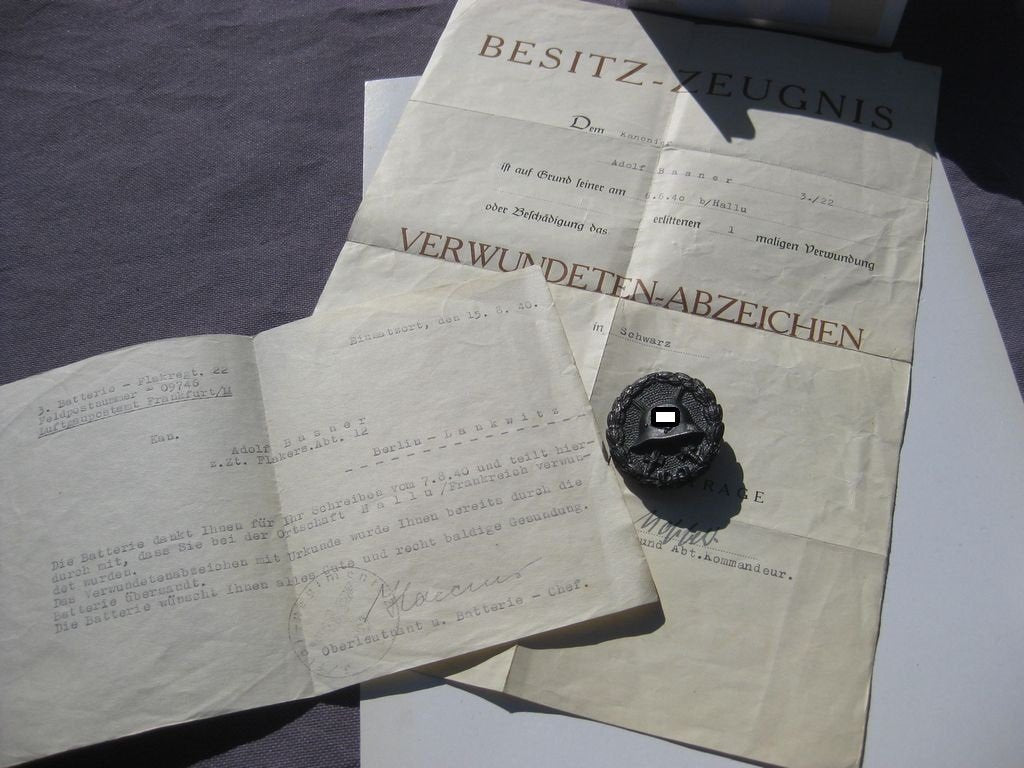 BESITZ-ZEUGNIS
Dem Kanonier
Adolf Basner 3./22
ist auf Grund seiner am 6.6.40 b/Hallu
erlittenen 1 maligen Verwundung
oder Beschädigung das
VERWUNDETEN-ABZEICHEN
in Schwarz
RAGE
und Abt.Kommandeur.
3. Batterie - Flakregt. 22
Feldpostnummer - 09746
Luftgaupostamt Frankfurt/M
Einsatzort, den 15. 8. 40.
Kan.
Adolf Basner
z.Zt. Flakers.Abt. 12
Berlin - Lankwitz
Die Batterie dankt Ihnen für Ihr Schreiben vom 7.8.40 und teilt hier-
durch mit, dass Sie bei der Ortschaft Hallu/Frankreich verwun-
det wurden.
Das Verwundetenabzeichen mit Urkunde wurde Ihnen bereits durch die
Batterie übersandt.
Die Batterie wünscht Ihnen alles Gute und recht baldige Gesundung.
Oberleutnant u. Batterie - Chef.